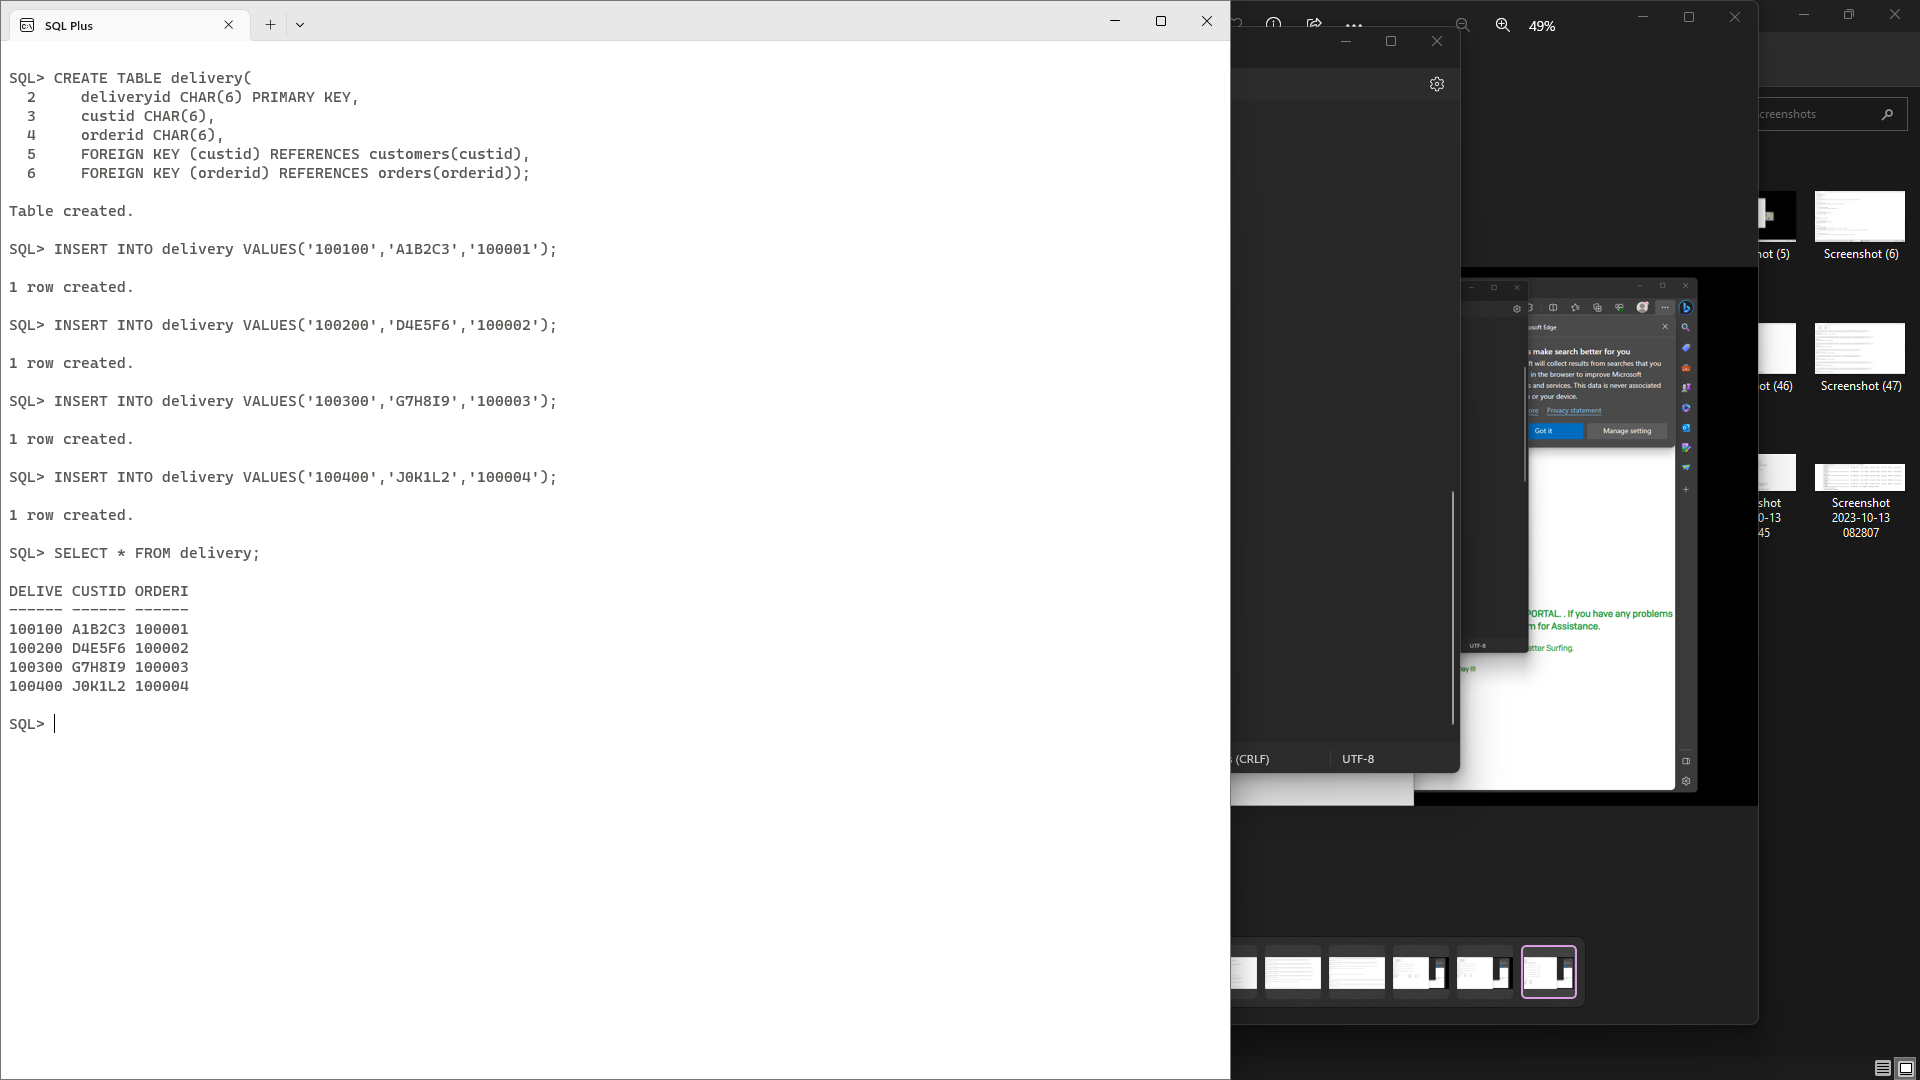 SQL Plus
SQL> CREATE TABLE delivery(
2 deliveryid CHAR(6) PRIMARY KEY,
3 custid CHAR(6),
4 orderid CHAR(6),
5 FOREIGN KEY (custid) REFERENCES customers(custid),
6 FOREIGN KEY (orderid) REFERENCES orders(orderid));
Table created.
SQL> INSERT INTO delivery VALUES('100100','A1B2C3','100001');
1 row created.
SQL> INSERT INTO delivery VALUES('100200','D4E5F6','100002');
1 row created.
SQL> INSERT INTO delivery VALUES('100300','G7H8I9','100003');
1 row created.
SQL> INSERT INTO delivery VALUES('100400','J0K1L2','100004');
1 row created.
SQL> SELECT * FROM delivery;
DELIVE CUSTID ORDERI
------ ------ ------
100100 A1B2C3 100001
100200 D4E5F6 100002
100300 G7H8I9 100003
100400 J0K1L2 100004
SQL>
49%
(CRLF)
UTF-8
UTF-8
osoft Edge
make search better for you
will collect results from searches that you
in the browser to improve Microsoft
and services. This data is never associated
or your device.
ore
Privacy statement
Got it
Manage setting
PORTAL. . If you have any problems
for Assistance.
etter Surfing.
ay !!!
creenshots
ot (5)
Screenshot (6)
ot (46)
Screenshot (47)
shot
0-13
45
Screenshot
2023-10-13
082807